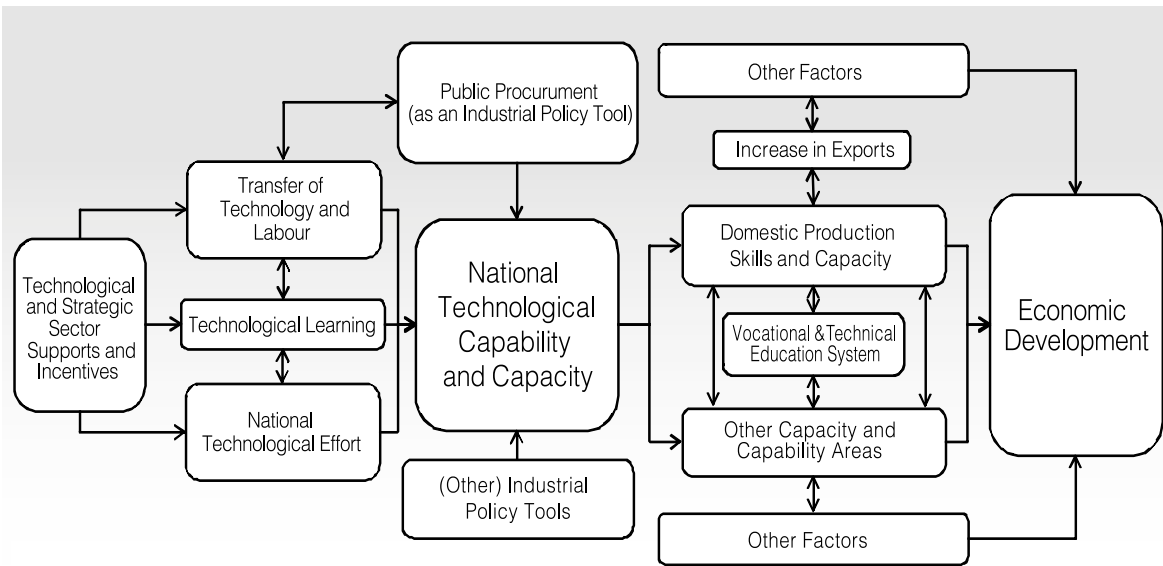 Public Procurument
(as an Industrial Policy Tool)
Other Factors
Increase in Exports
Transfer of
Technology and
Labour
Domestic Production
Skills and Capacity
Technological
and Strategic
Sector
Supports and
Incentives
Technological Learning
National
Technological
Capability
and Capacity
Vocational &Technical
Education System
Economic
Development
National
Technological Effort
Other Capacity and
Capability Areas
(Other) Industrial
Policy Tools
Other Factors